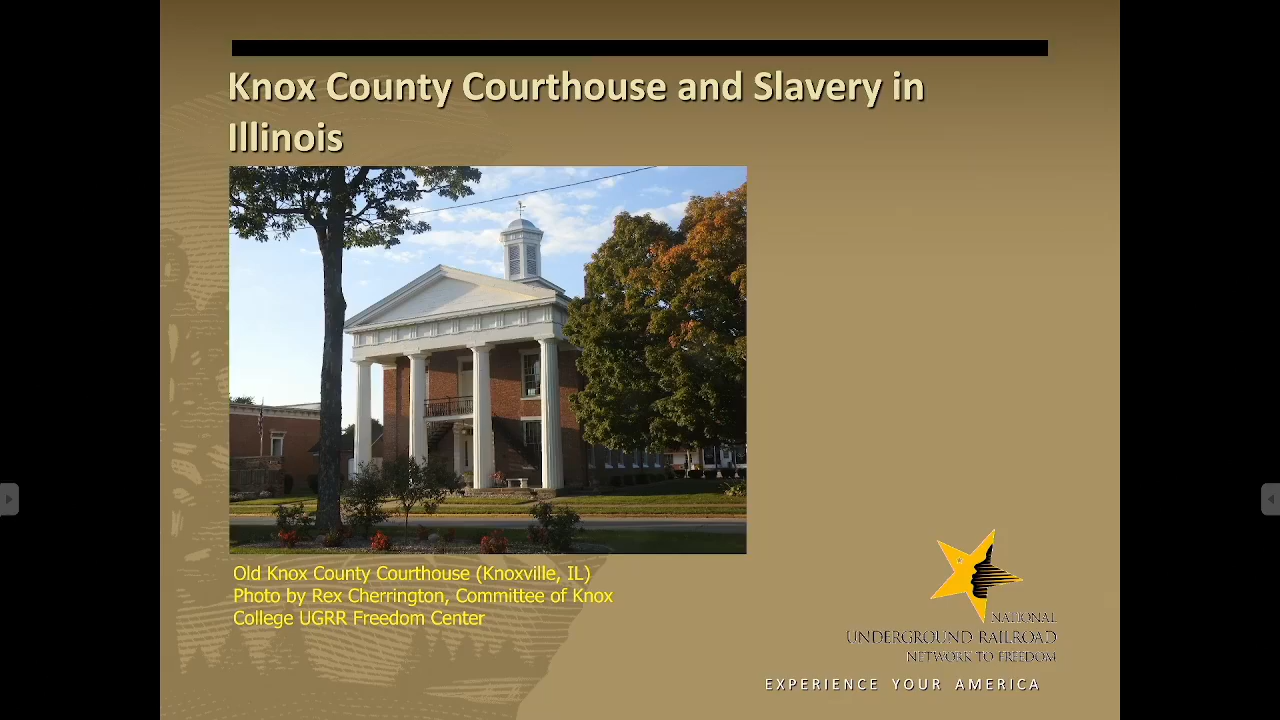 Knox County Courthouse and Slavery in
Illinois
Old Knox County Courthouse (Knoxville, IL)
Photo by Rex Cherrington, Committee of Knox
College UGRR Freedom Center
NATIONAL
UNDERGROUND RAILROAD
NETWORK TO FREEDOM
EXPERIENCE YOUR AMERICA